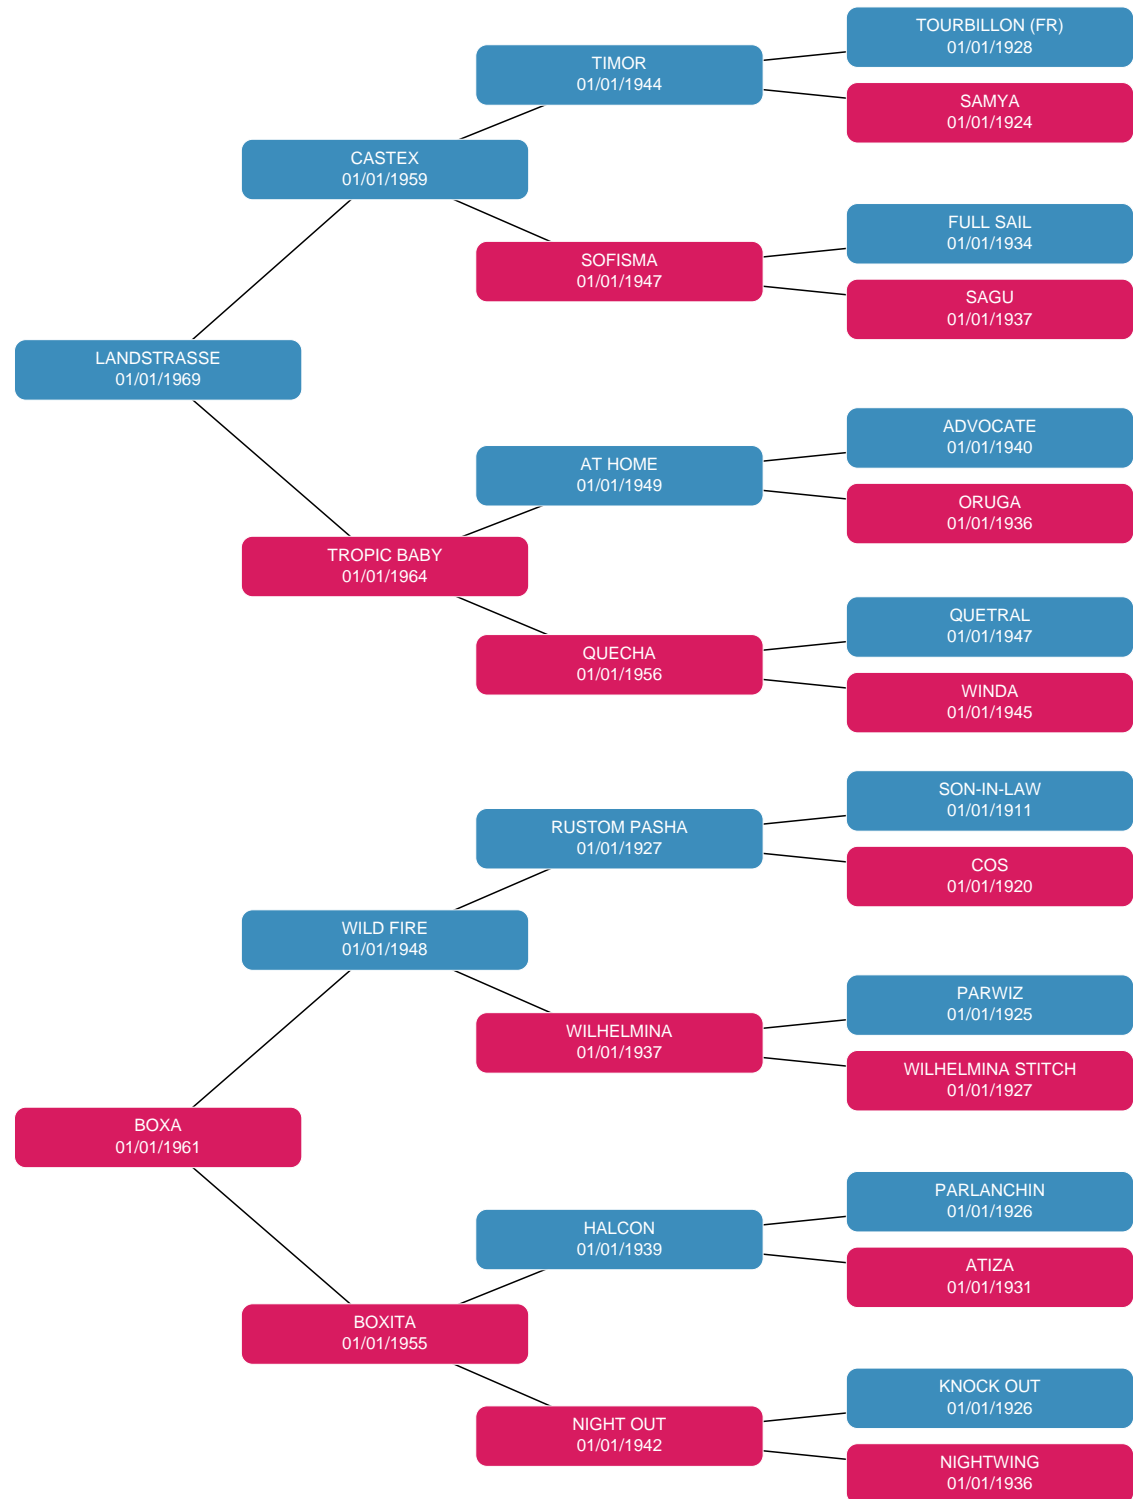 TOURBILLON (FR)
01/01/1928
TIMOR
01/01/1944
SAMYA
01/01/1924
CASTEX
01/01/1959
FULL SAIL
01/01/1934
SOFISMA
01/01/1947
SAGU
01/01/1937
LANDSTRASSE
01/01/1969
ADVOCATE
01/01/1940
AT HOME
01/01/1949
ORUGA
01/01/1936
TROPIC BABY
01/01/1964
QUETRAL
01/01/1947
QUECHA
01/01/1956
WINDA
01/01/1945
SON-IN-LAW
01/01/1911
RUSTOM PASHA
01/01/1927
COS
01/01/1920
WILD FIRE
01/01/1948
PARWIZ
01/01/1925
WILHELMINA
01/01/1937
WILHELMINA STITCH
01/01/1927
BOXA
01/01/1961
PARLANCHIN
01/01/1926
HALCON
01/01/1939
ATIZA
01/01/1931
BOXITA
01/01/1955
KNOCK OUT
01/01/1926
NIGHT OUT
01/01/1942
NIGHTWING
01/01/1936